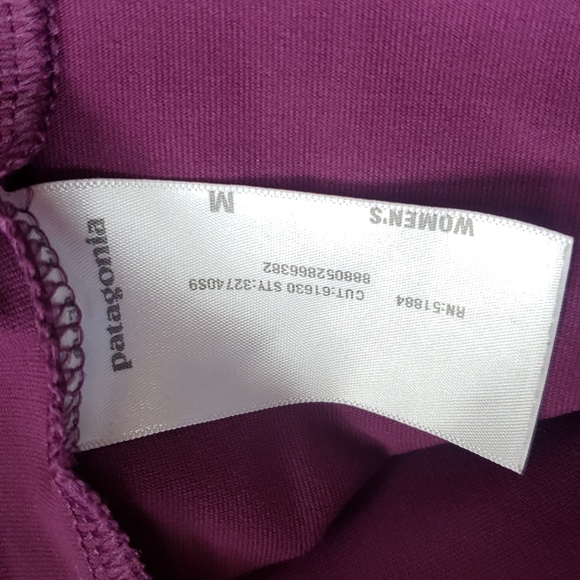 patagonia
WOMEN'S M
RN:51884
CUT:61630 STY:32740S9
888052866382